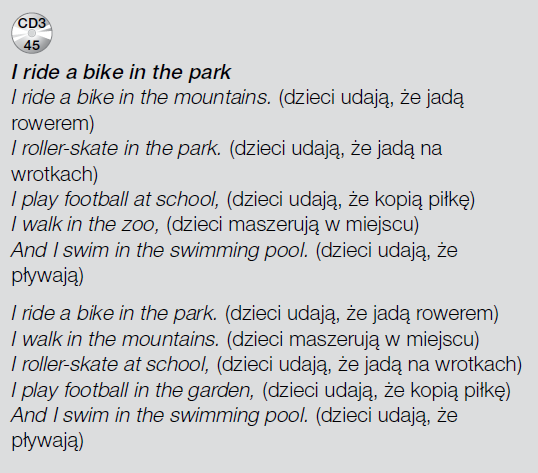 CD3
45
I ride a bike in the park
I ride a bike in the mountains. (dzieci udają, że jadą
rowerem)
I roller-skate in the park. (dzieci udają, że jadą na
wrotkach)
I play football at school, (dzieci udają, że kopią piłkę)
I walk in the zoo, (dzieci maszerują w miejscu)
And I swim in the swimming pool. (dzieci udają, że
pływają)
I ride a bike in the park. (dzieci udają, że jadą rowerem)
I walk in the mountains. (dzieci maszerują w miejscu)
I roller-skate at school, (dzieci udają, że jadą na wrotkach)
I play football in the garden, (dzieci udają, że kopią piłkę)
And I swim in the swimming pool. (dzieci udają, że
pływają)